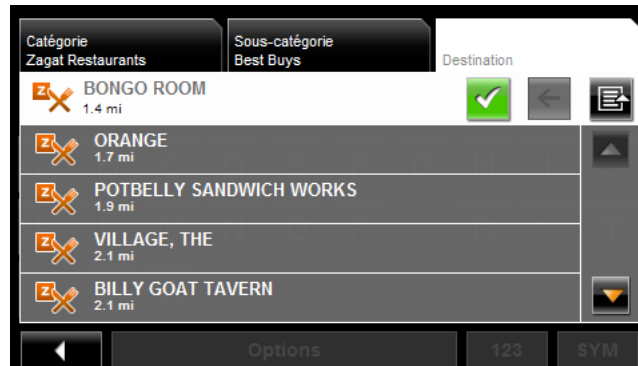 Catégorie
Zagat Restaurants
Sous-catégorie
Best Buys
Destination
BONGO ROOM
1.4 mi
ORANGE
1.7 mi
POTBELLY SANDWICH WORKS
1.9 mi
VILLAGE, THE
2.1 mi
BILLY GOAT TAVERN
2.1 mi
Options
123
SYM